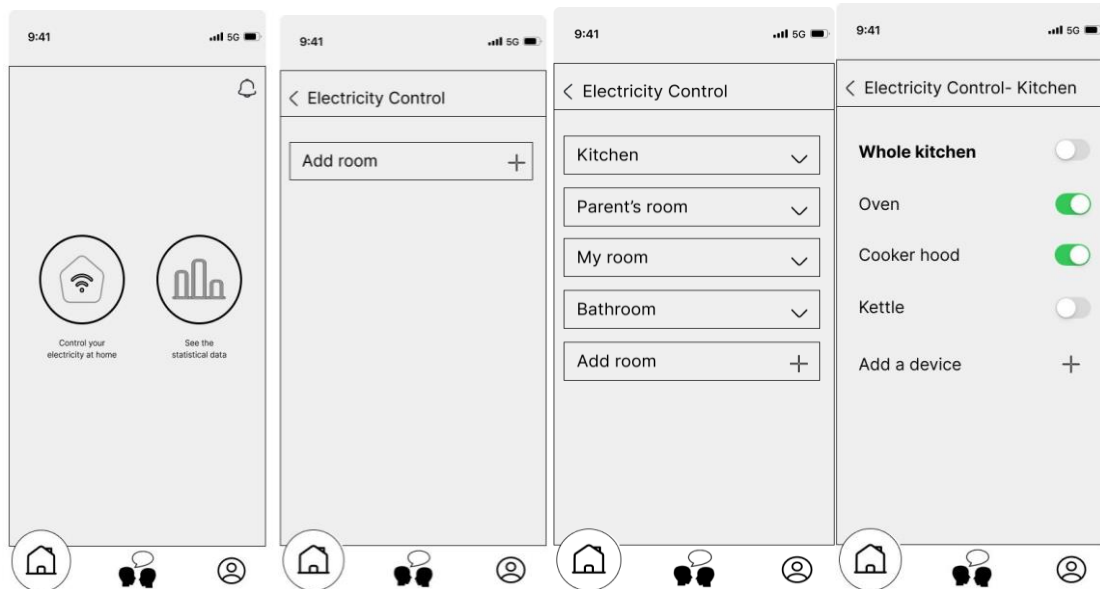 9:41
5G
Control your
electricity at home
See the
statistical data
9:41
5G
Electricity Control
Add room
9:41
5G
Electricity Control
Kitchen
Parent's room
My room
Bathroom
Add room
9:41
5G
Electricity Control- Kitchen
Whole kitchen
Oven
Cooker hood
Kettle
Add a device